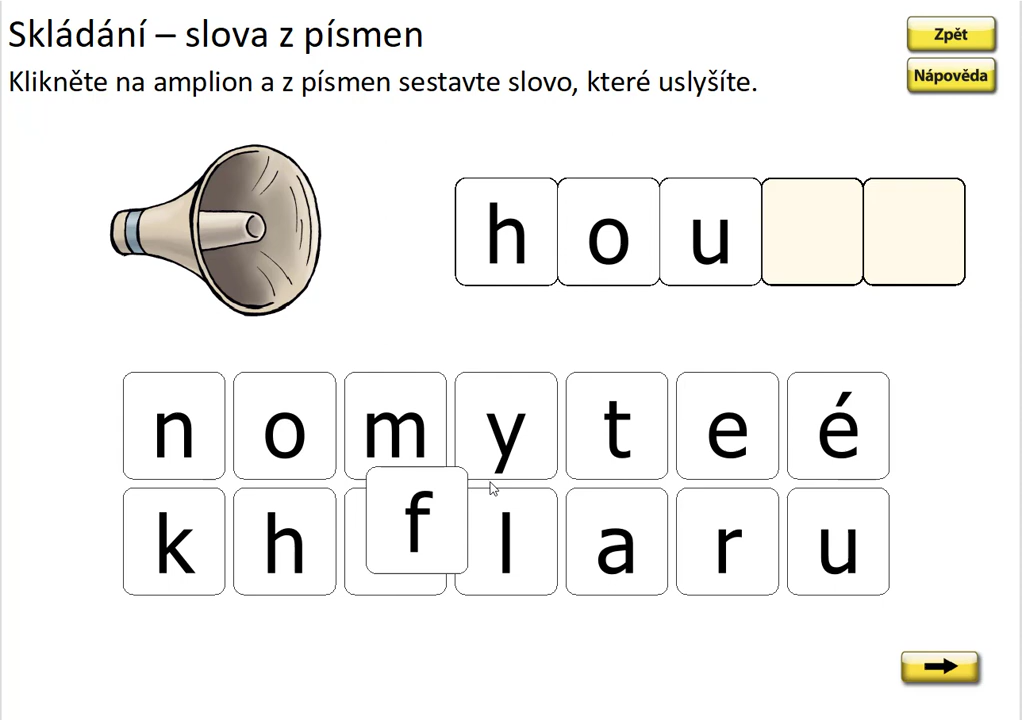 Skládání – slova z písmen
Zpět
Klikněte na amplion a z písmen sestavte slovo, které uslyšíte.
Nápověda
h o u
n o m y t e é
k h f l a r u